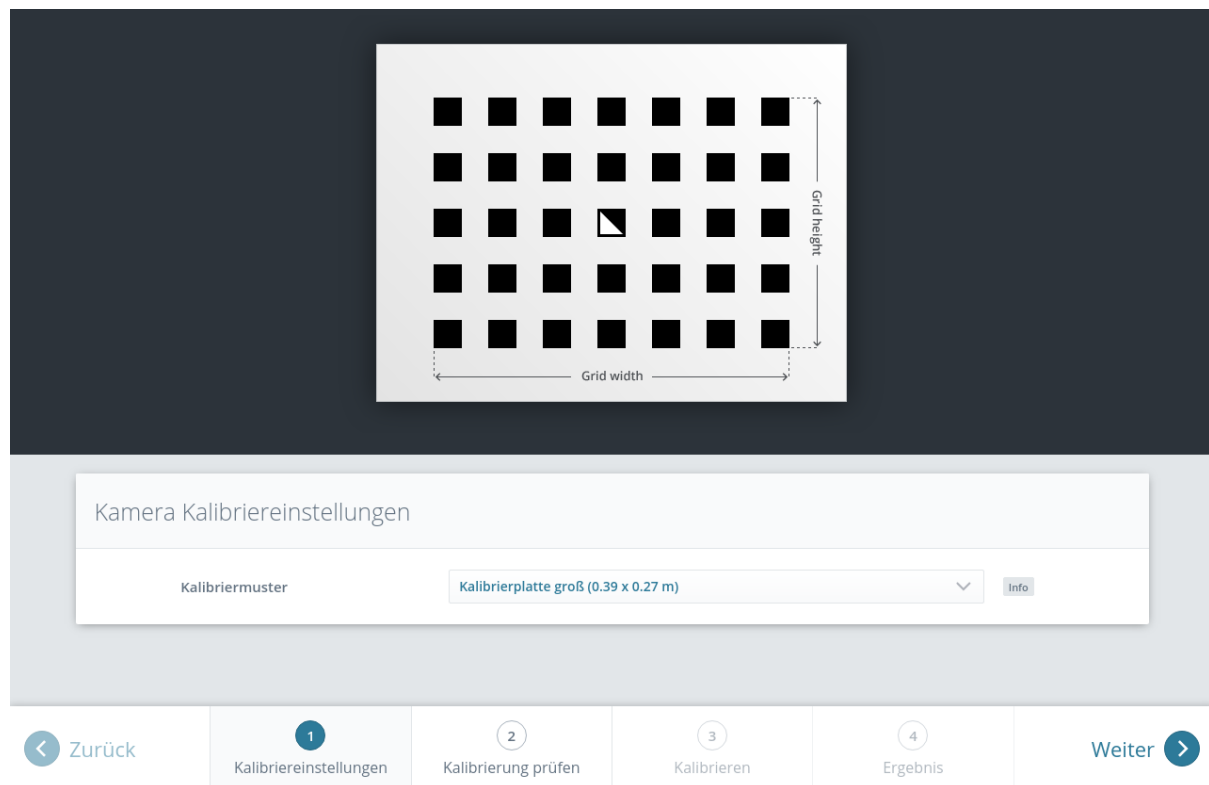 Grid height
Grid width
Kamera Kalibriereinstellungen
Kalibriermuster
Kalibrierplatte groß (0.39 x 0.27 m)
Info
Zurück
1
Kalibriereinstellungen
2
Kalibrierung prüfen
3
Kalibrieren
4
Ergebnis
Weiter